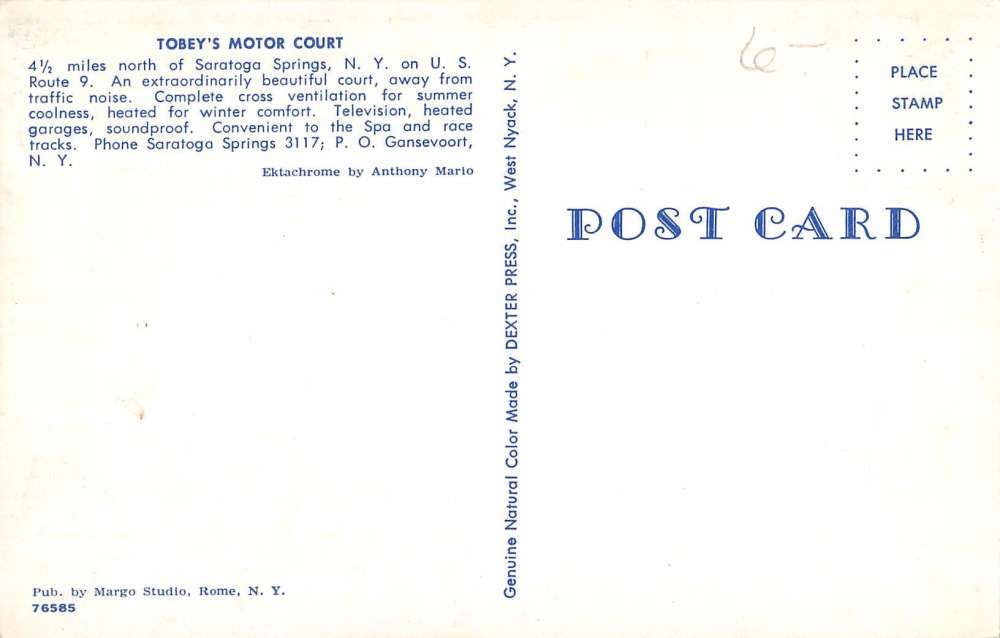 TOBEY'S MOTOR COURT
4½ miles north of Saratoga Springs, N. Y. on U. S.
Route 9. An extraordinarily beautiful court, away from
traffic noise. Complete cross ventilation for summer
coolness, heated for winter comfort. Television, heated
garages, soundproof. Convenient to the Spa and race
tracks. Phone Saratoga Springs 3117; P. O. Gansevoort,
N. Y.
Ektachrome by Anthony Mario
Pub. by Margo Studio, Rome, N. Y.
76585
Genuine Natural Color Made by DEXTER PRESS, Inc., West Nyack, N. Y.
6-
PLACE
STAMP
HERE
POST CARD